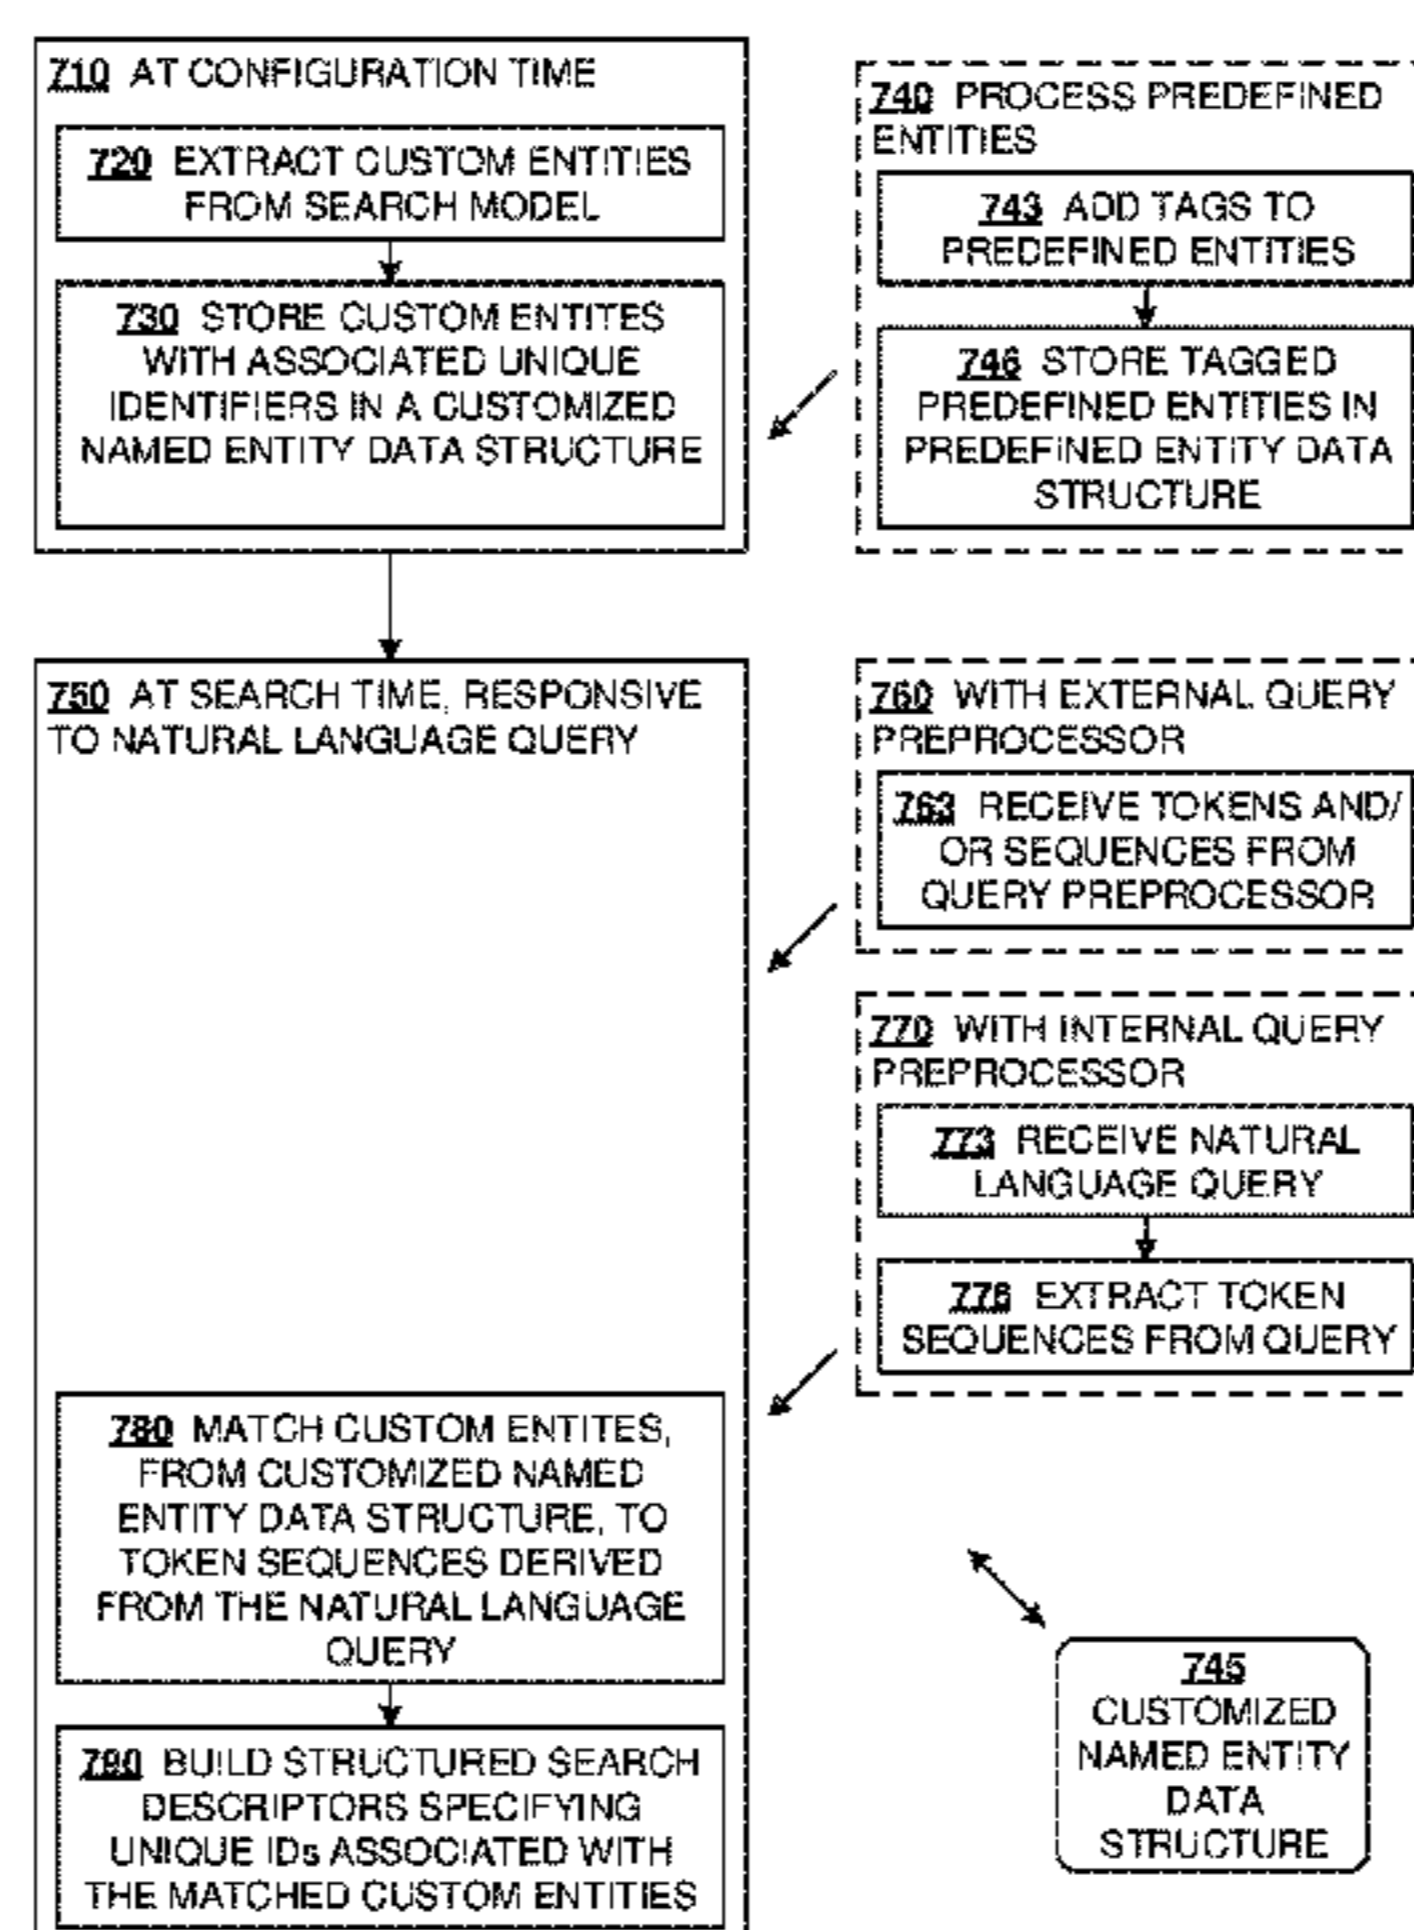 710 AT CONFIGURATION TIME
720 EXTRACT CUSTOM ENTITIES
FROM SEARCH MODEL
730 STORE CUSTOM ENTITES
WITH ASSOCIATED UNIQUE
IDENTIFIERS IN A CUSTOMIZED
NAMED ENTITY DATA STRUCTURE
740 PROCESS PREDEFINED
ENTITIES
743 ADD TAGS TO
PREDEFINED ENTITIES
746 STORE TAGGED
PREDEFINED ENTITIES IN
PREDEFINED ENTITY DATA
STRUCTURE
750 AT SEARCH TIME, RESPONSIVE
TO NATURAL LANGUAGE QUERY
760 WITH EXTERNAL QUERY
PREPROCESSOR
763 RECEIVE TOKENS AND/
OR SEQUENCES FROM
QUERY PREPROCESSOR
770 WITH INTERNAL QUERY
PREPROCESSOR
773 RECEIVE NATURAL
LANGUAGE QUERY
776 EXTRACT TOKEN
SEQUENCES FROM QUERY
780 MATCH CUSTOM ENTITES,
FROM CUSTOMIZED NAMED
ENTITY DATA STRUCTURE, TO
TOKEN SEQUENCES DERIVED
FROM THE NATURAL LANGUAGE
QUERY
790 BUILD STRUCTURED SEARCH
DESCRIPTORS SPECIFYING
UNIQUE IDs ASSOCIATED WITH
THE MATCHED CUSTOM ENTITIES
745
CUSTOMIZED
NAMED ENTITY
DATA
STRUCTURE